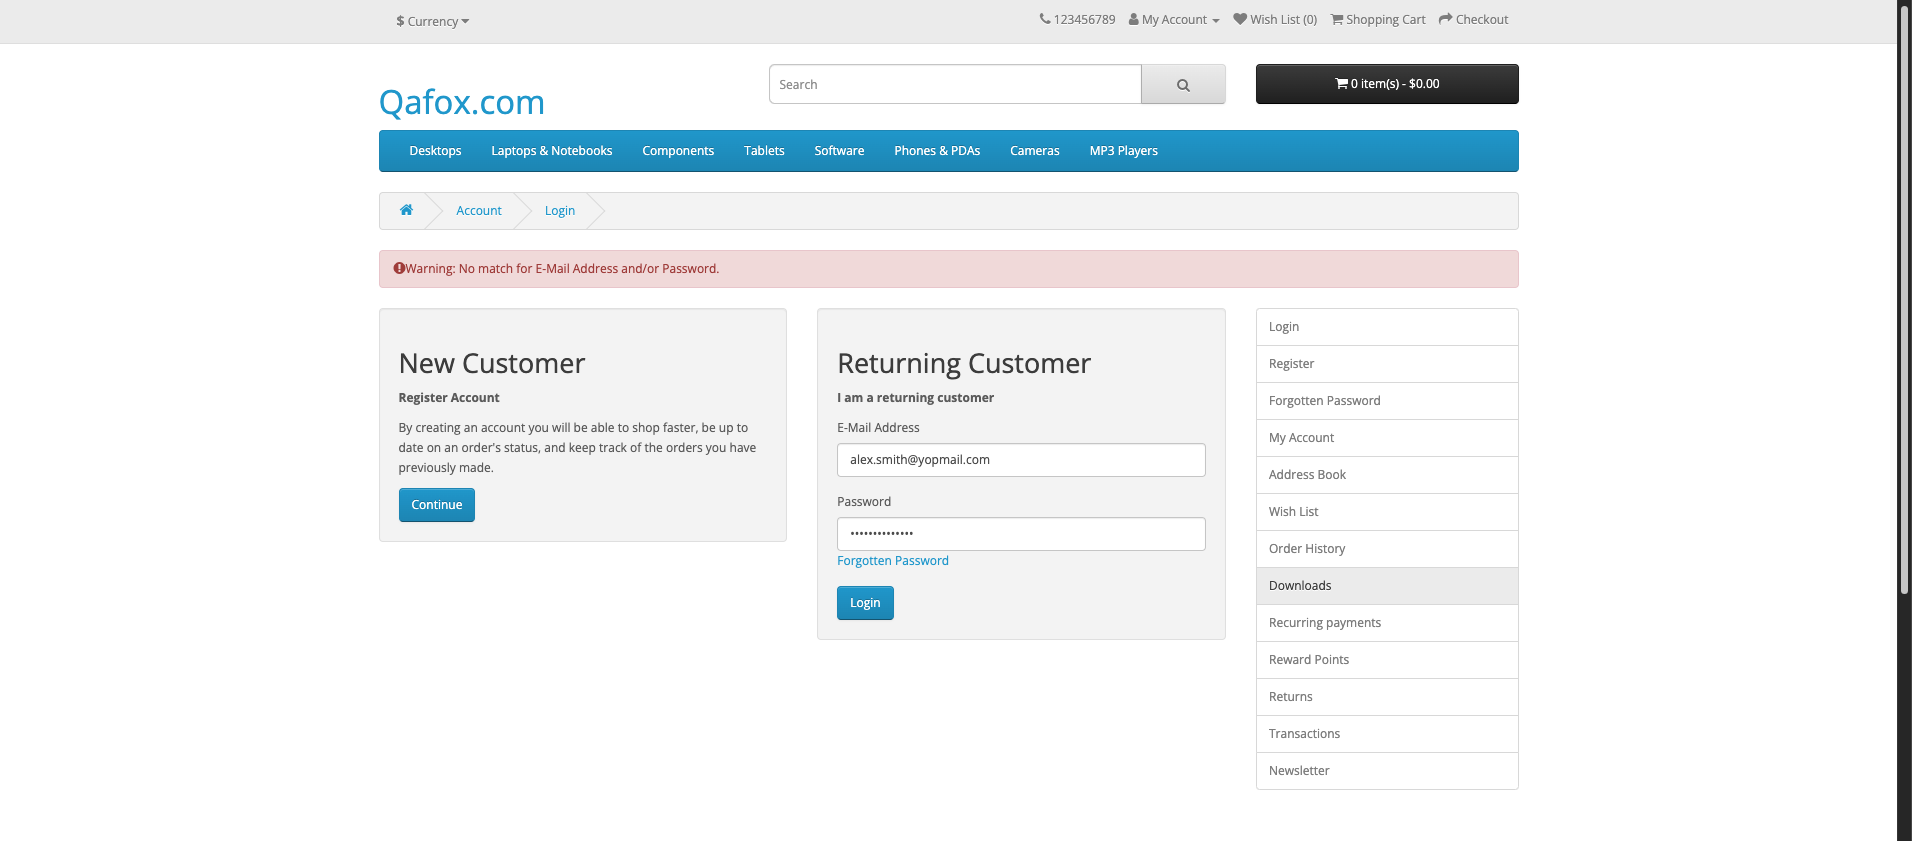 $ Currency
123456789 My Account Wish List (0) Shopping Cart Checkout
Qafox.com
Search
0 item(s) - $0.00
Desktops Laptops & Notebooks Components Tablets Software Phones & PDAs Cameras MP3 Players
Account Login
Warning: No match for E-Mail Address and/or Password.
New Customer
Register Account
By creating an account you will be able to shop faster, be up to
date on an order's status, and keep track of the orders you have
previously made.
Continue
Returning Customer
I am a returning customer
E-Mail Address
alex.smith@yopmail.com
Password
••••••••••••••
Forgotten Password
Login
Login
Register
Forgotten Password
My Account
Address Book
Wish List
Order History
Downloads
Recurring payments
Reward Points
Returns
Transactions
Newsletter